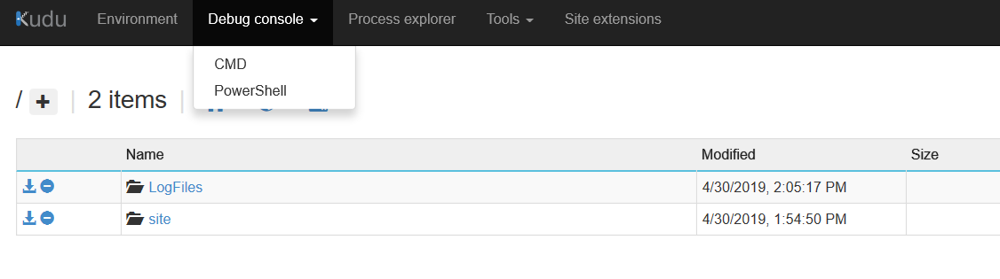 Kudu Environment Debug console Process explorer Tools Site extensions
CMD
PowerShell
/ + | 2 items |
Name Modified Size
LogFiles 4/30/2019, 2:05:17 PM
site 4/30/2019, 1:54:50 PM